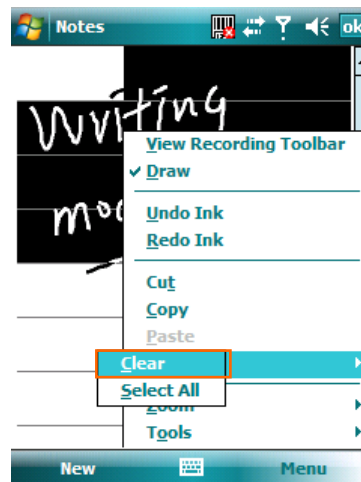 Notes
ok
Writing
View Recording Toolbar
Draw
Undo Ink
Redo Ink
Cut
Copy
Paste
Clear
Select All
Zoom
Tools
New
Menu